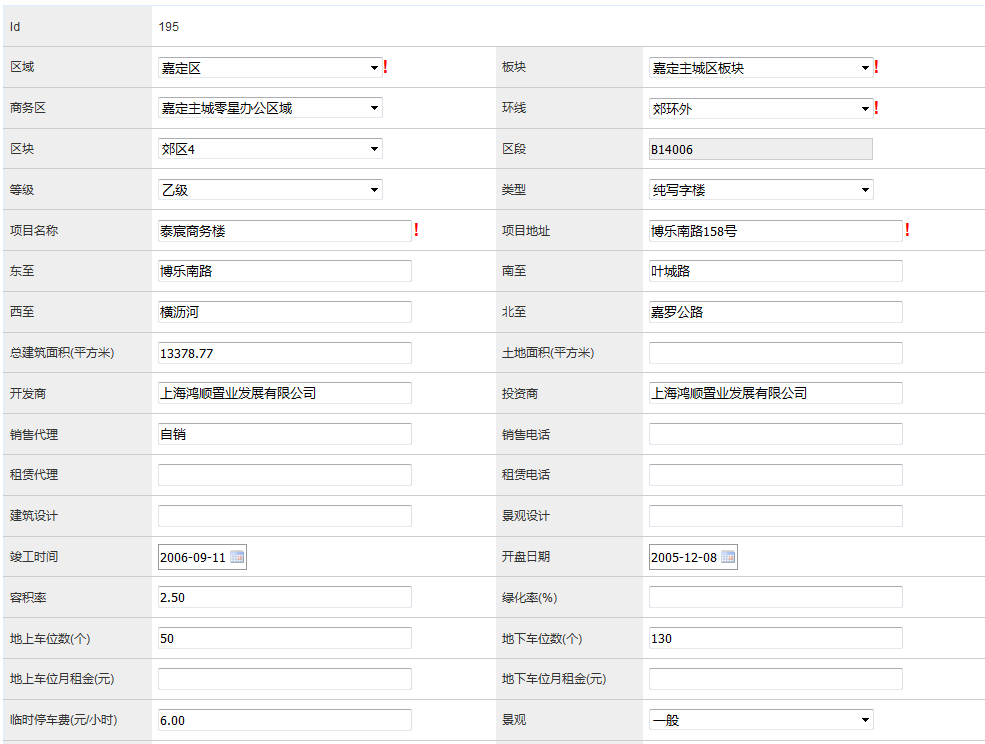 Id 195
区域 嘉定区 ! 板块 嘉定主城区板块 !
商务区 嘉定主城零星办公区域 环线 郊环外 !
区块 郊区4 区段 B14006
等级 乙级 类型 纯写字楼
项目名称 泰宸商务楼 ! 项目地址 博乐南路158号 !
东至 博乐南路 南至 叶城路
西至 横沥河 北至 嘉罗公路
总建筑面积(平方米) 13378.77 土地面积(平方米)
开发商 上海鸿顺置业发展有限公司 投资商 上海鸿顺置业发展有限公司
销售代理 自销 销售电话
租赁代理 租赁电话
建筑设计 景观设计
竣工时间 2006-09-11 开盘日期 2005-12-08
容积率 2.50 绿化率(%)
地上车位数(个) 50 地下车位数(个) 130
地上车位月租金(元) 地下车位月租金(元)
临时停车费(元/小时) 6.00 景观 一般